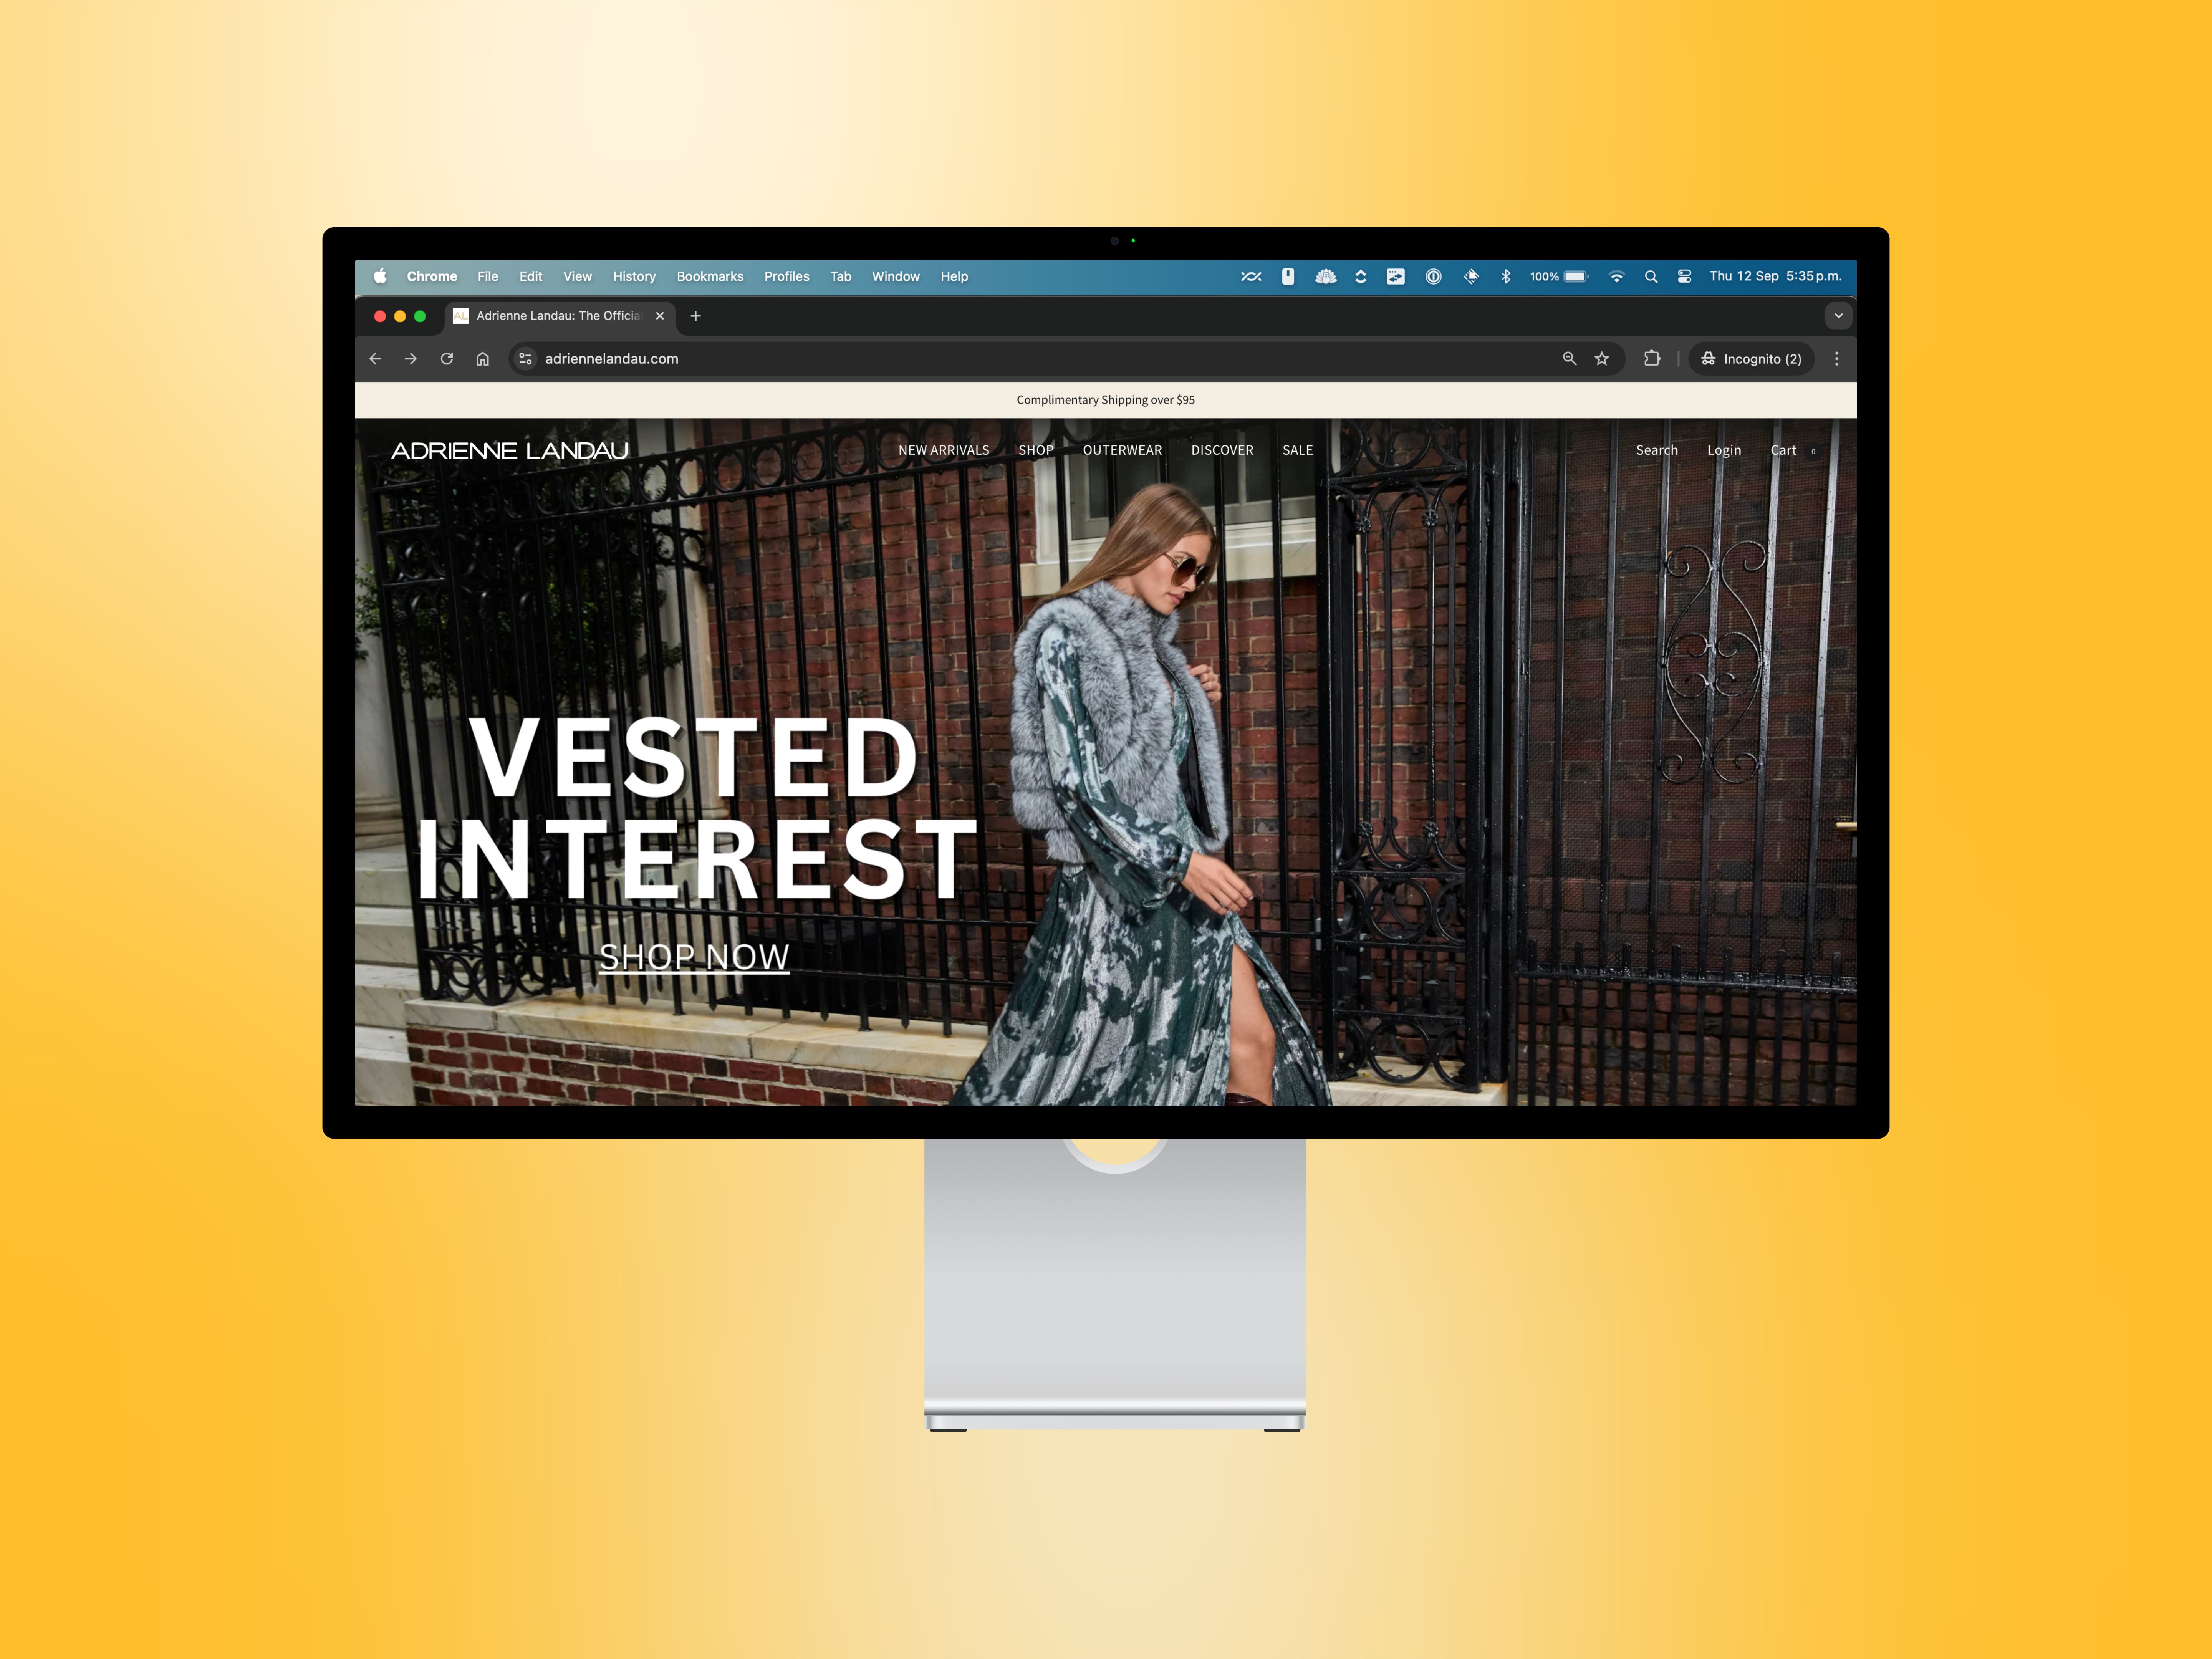 Chrome File Edit View History Bookmarks Profiles Tab Window Help 100% Thu 12 Sep 5:35 p.m.
AL Adrienne Landau: The Official
adriennelandau.com Incognito (2)
Complimentary Shipping over $95
ADRIENNE LANDAU NEW ARRIVALS SHOP OUTERWEAR DISCOVER SALE Search Login Cart 0
VESTED
INTEREST
SHOP NOW